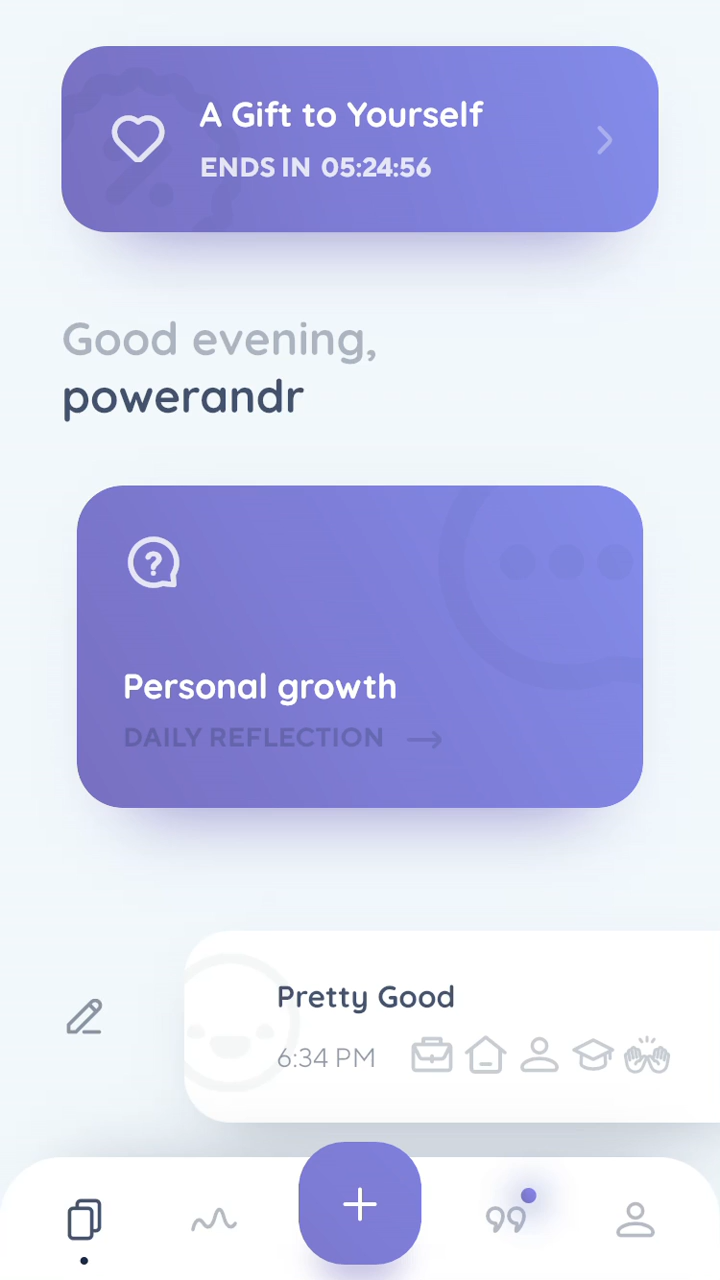 A Gift to Yourself
ENDS IN 05:24:56
Good evening,
powerandr
Personal growth
DAILY REFLECTION
Pretty Good
6:34 PM